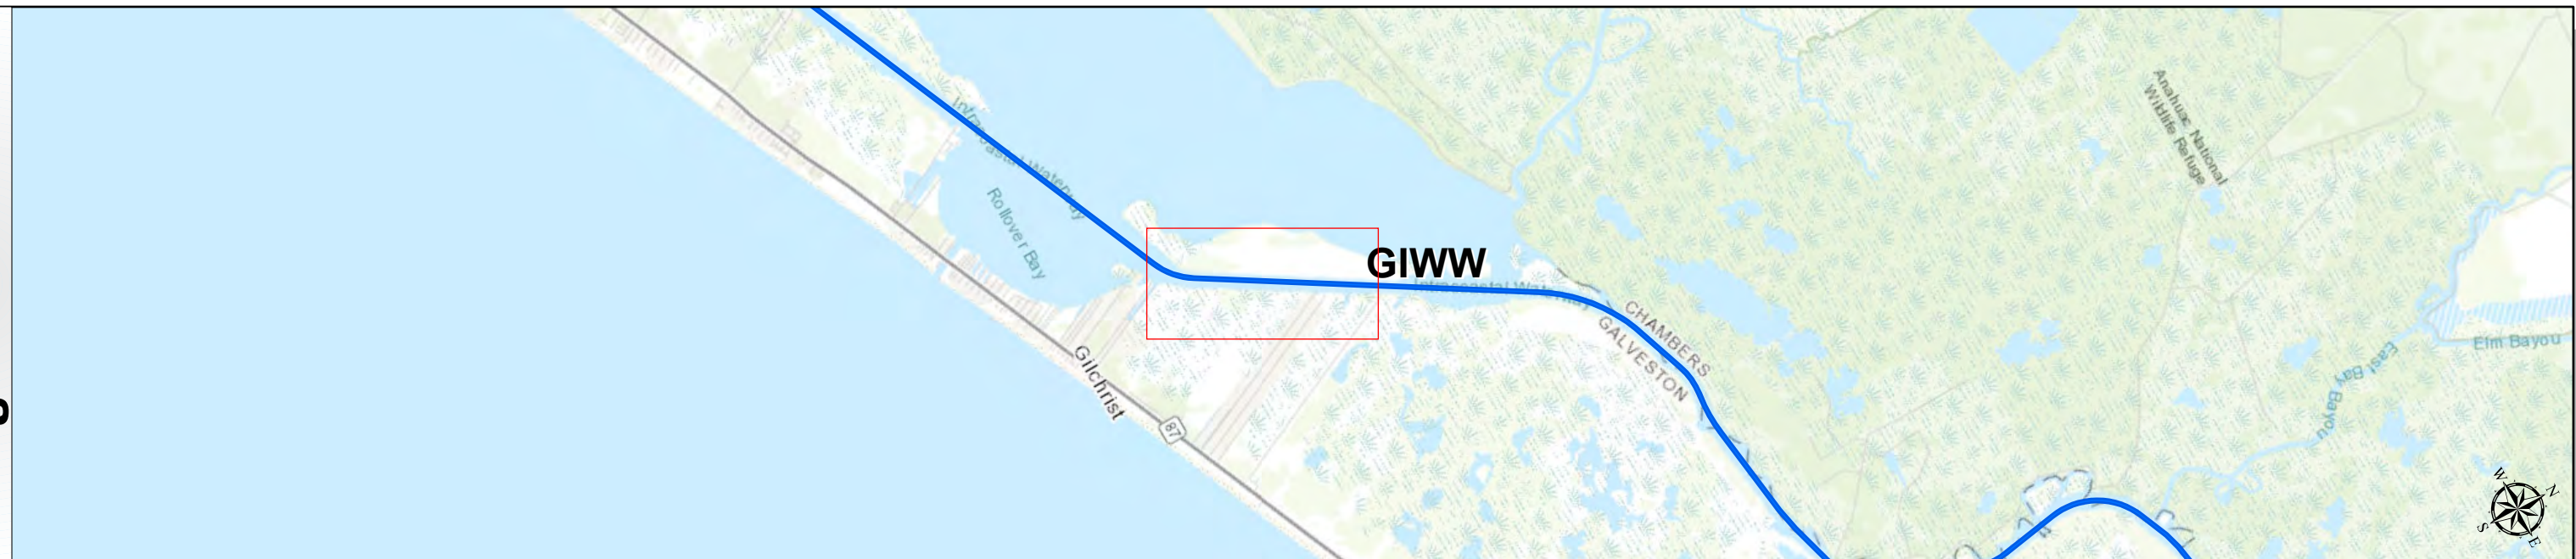 Anahuac National
Wildlife Refuge
Intracoastal Waterway
Rollover Bay
GIWW
Intracoastal Waterway
CHAMBERS
GALVESTON
Elm Bayou
East Bay
Bayou
Gilchrist
87
W
N
S
E